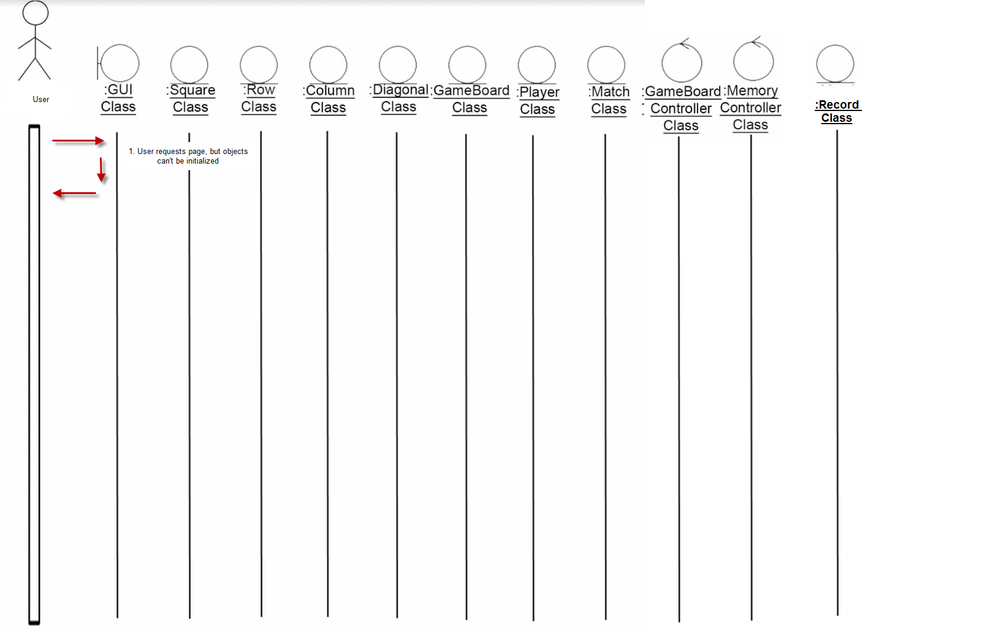 User
:GUI
Class
:Square
Class
:Row
Class
:Column
Class
:Diagonal
Class
:GameBoard
Class
:Player
Class
:Match
Class
:GameBoard
: Controller
Class
:Memory
Controller
Class
:Record
Class
1. User requests page, but objects
can't be initialized